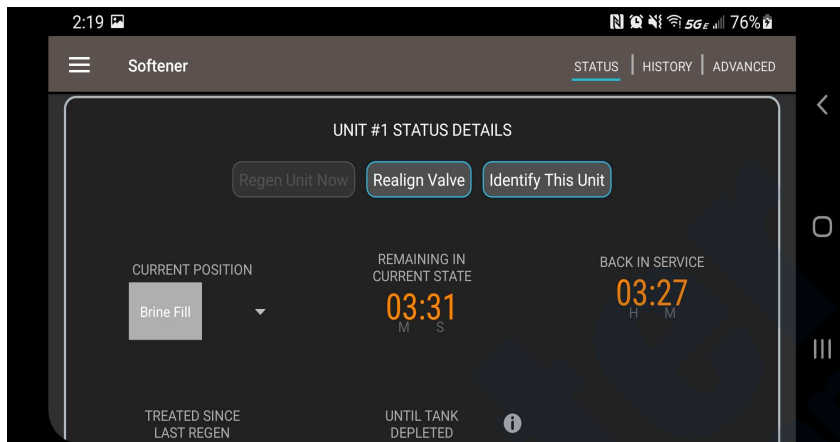 2:19 5GE 76%
Softener STATUS | HISTORY | ADVANCED
UNIT #1 STATUS DETAILS
Regen Unit Now Realign Valve Identify This Unit
CURRENT POSITION
Brine Fill
REMAINING IN
CURRENT STATE
03:31
M S
BACK IN SERVICE
03:27
H M
TREATED SINCE
LAST REGEN
UNTIL TANK
DEPLETED